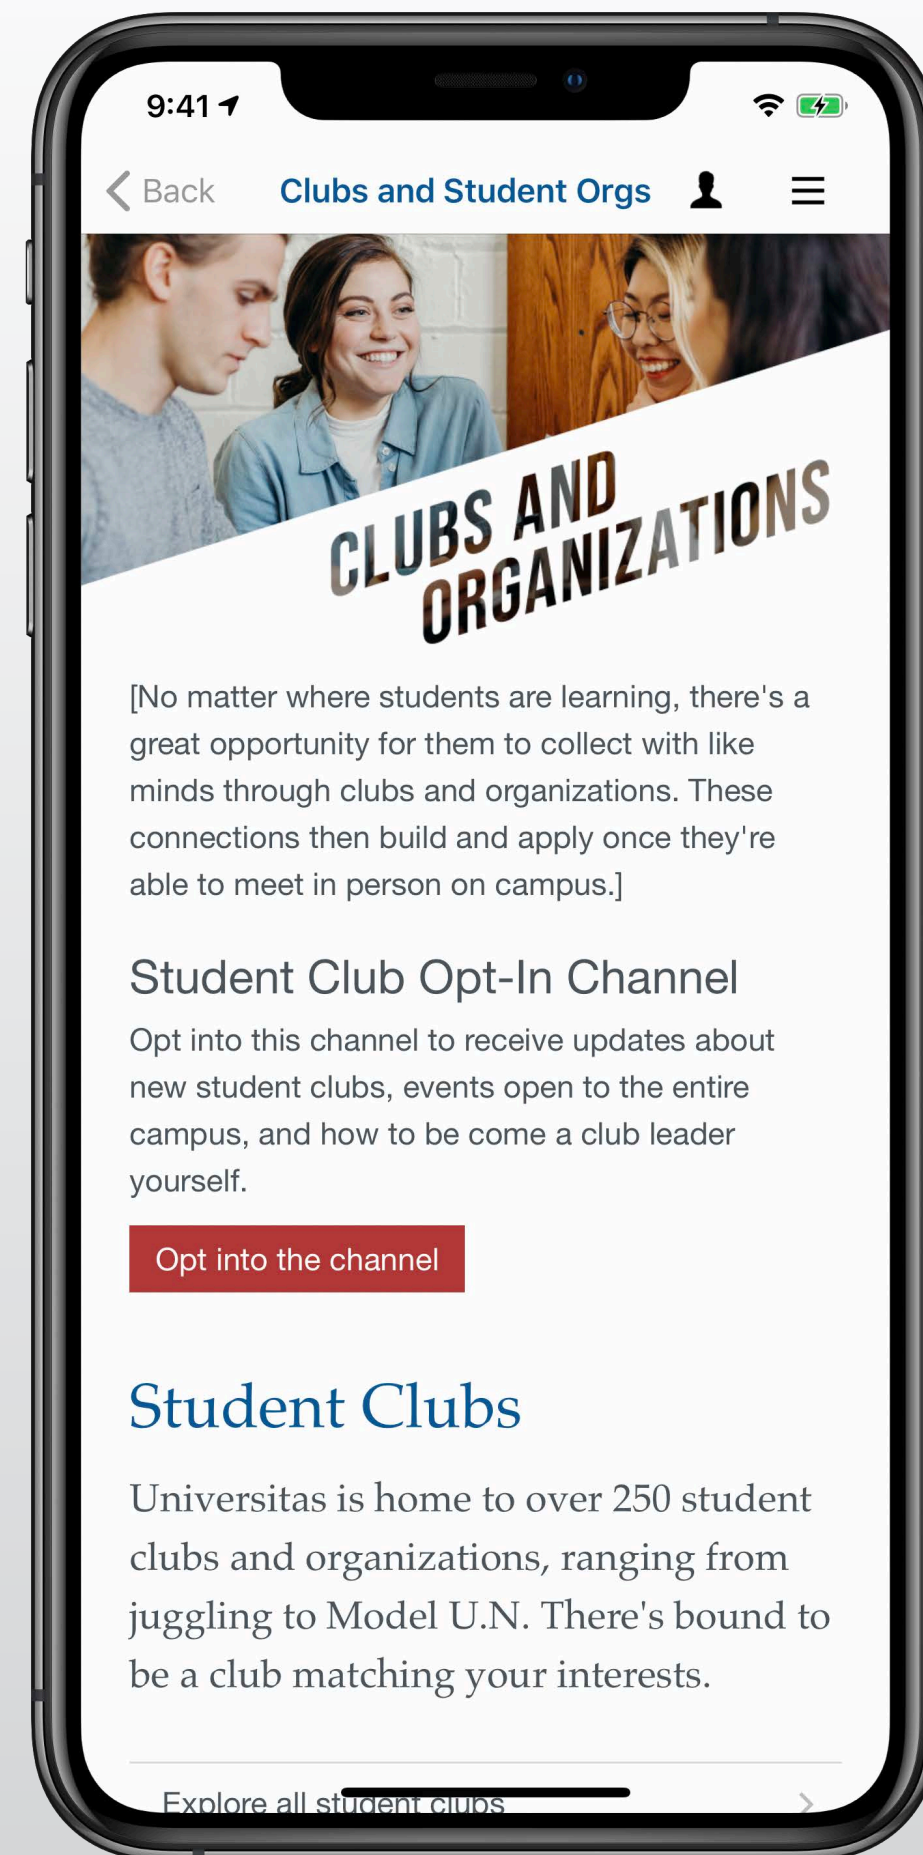 9:41
Back Clubs and Student Orgs
CLUBS AND
ORGANIZATIONS
[No matter where students are learning, there's a
great opportunity for them to collect with like
minds through clubs and organizations. These
connections then build and apply once they're
able to meet in person on campus.]
Student Club Opt-In Channel
Opt into this channel to receive updates about
new student clubs, events open to the entire
campus, and how to be come a club leader
yourself.
Opt into the channel
Student Clubs
Universitas is home to over 250 student
clubs and organizations, ranging from
juggling to Model U.N. There's bound to
be a club matching your interests.
Explore all student clubs